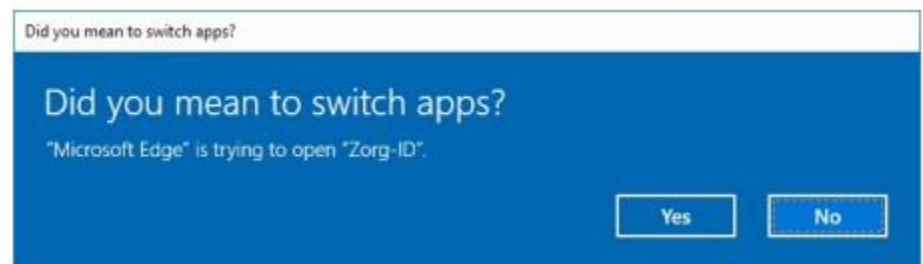 Did you mean to switch apps?
Did you mean to switch apps?
"Microsoft Edge" is trying to open "Zorg-ID".
Yes No